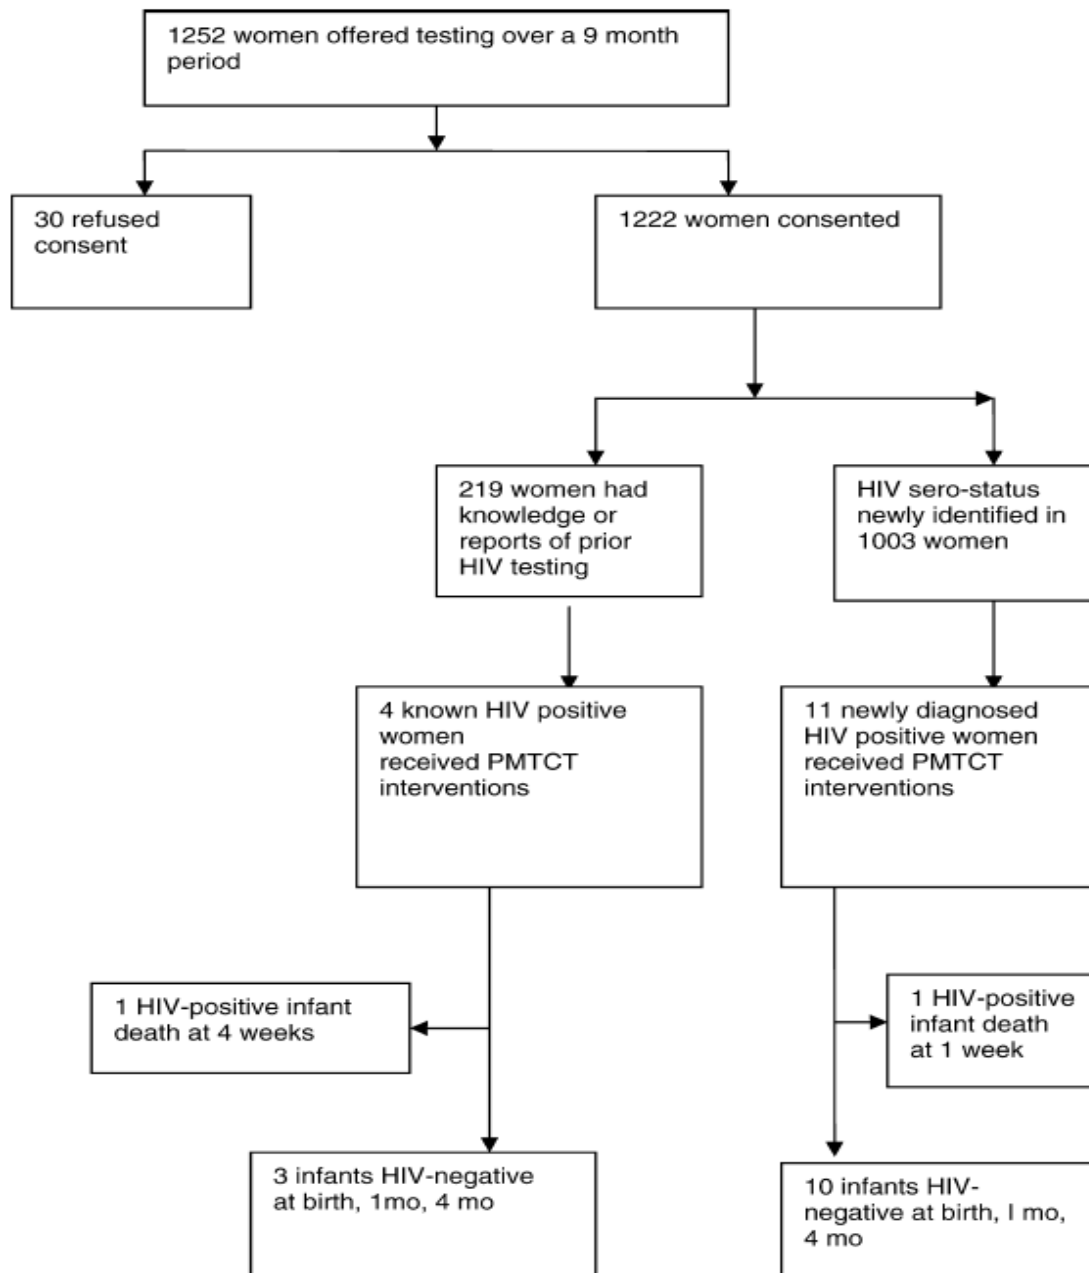 1252 women offered testing over a 9 month
period
30 refused
consent
1222 women consented
219 women had
knowledge or
reports of prior
HIV testing
HIV sero-status
newly identified in
1003 women
4 known HIV positive
women
received PMTCT
interventions
11 newly diagnosed
HIV positive women
received PMTCT
interventions
1 HIV-positive infant
death at 4 weeks
1 HIV-positive
infant death
at 1 week
3 infants HIV-negative
at birth, 1mo, 4 mo
10 infants HIV-
negative at birth, I mo,
4 mo